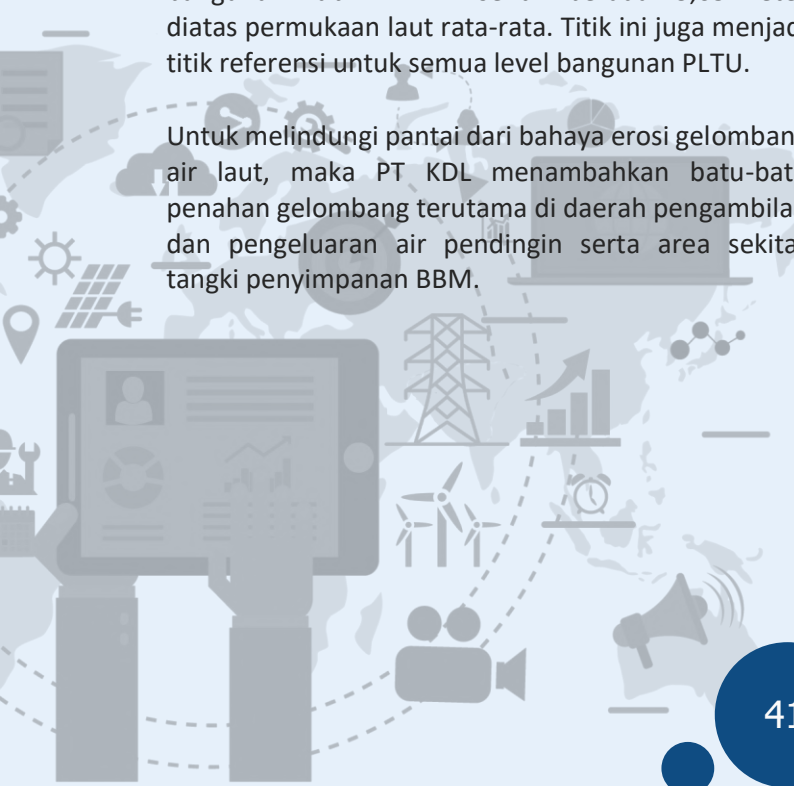 diatas permukaan laut rata-rata. Titik ini juga menjad
titik referensi untuk semua level bangunan PLTU.
Untuk melindungi pantai dari bahaya erosi gelomban
air laut, maka PT KDL menambahkan batu-bat
penahan gelombang terutama di daerah pengambila
dan pengeluaran air pendingin serta area sekita
tangki penyimpanan BBM.
41